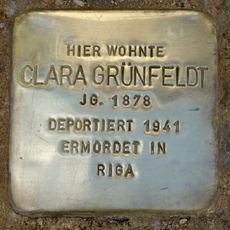 HIER WOHNTE
CLARA GRÜNFELDT
JG. 1878
DEPORTIERT 1941
ERMORDET IN
RIGA